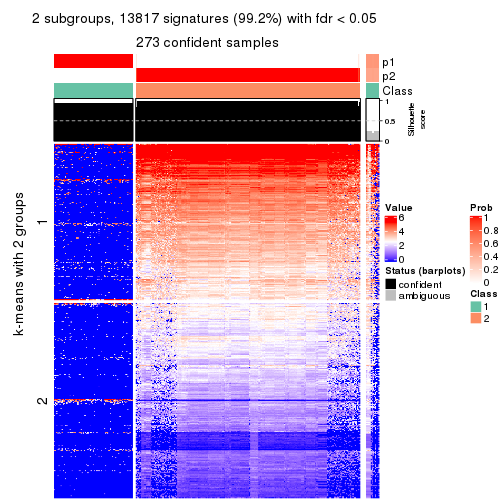 2 subgroups, 13817 signatures (99.2%) with fdr < 0.05
273 confident samples
p1
p2
Class
1
0.5
0
Silhouette
score
k-means with 2 groups
1
2
Value
6
4
2
0
Status (barplots)
confident
ambiguous
Prob
1
0.8
0.6
0.4
0.2
0
Class
1
2